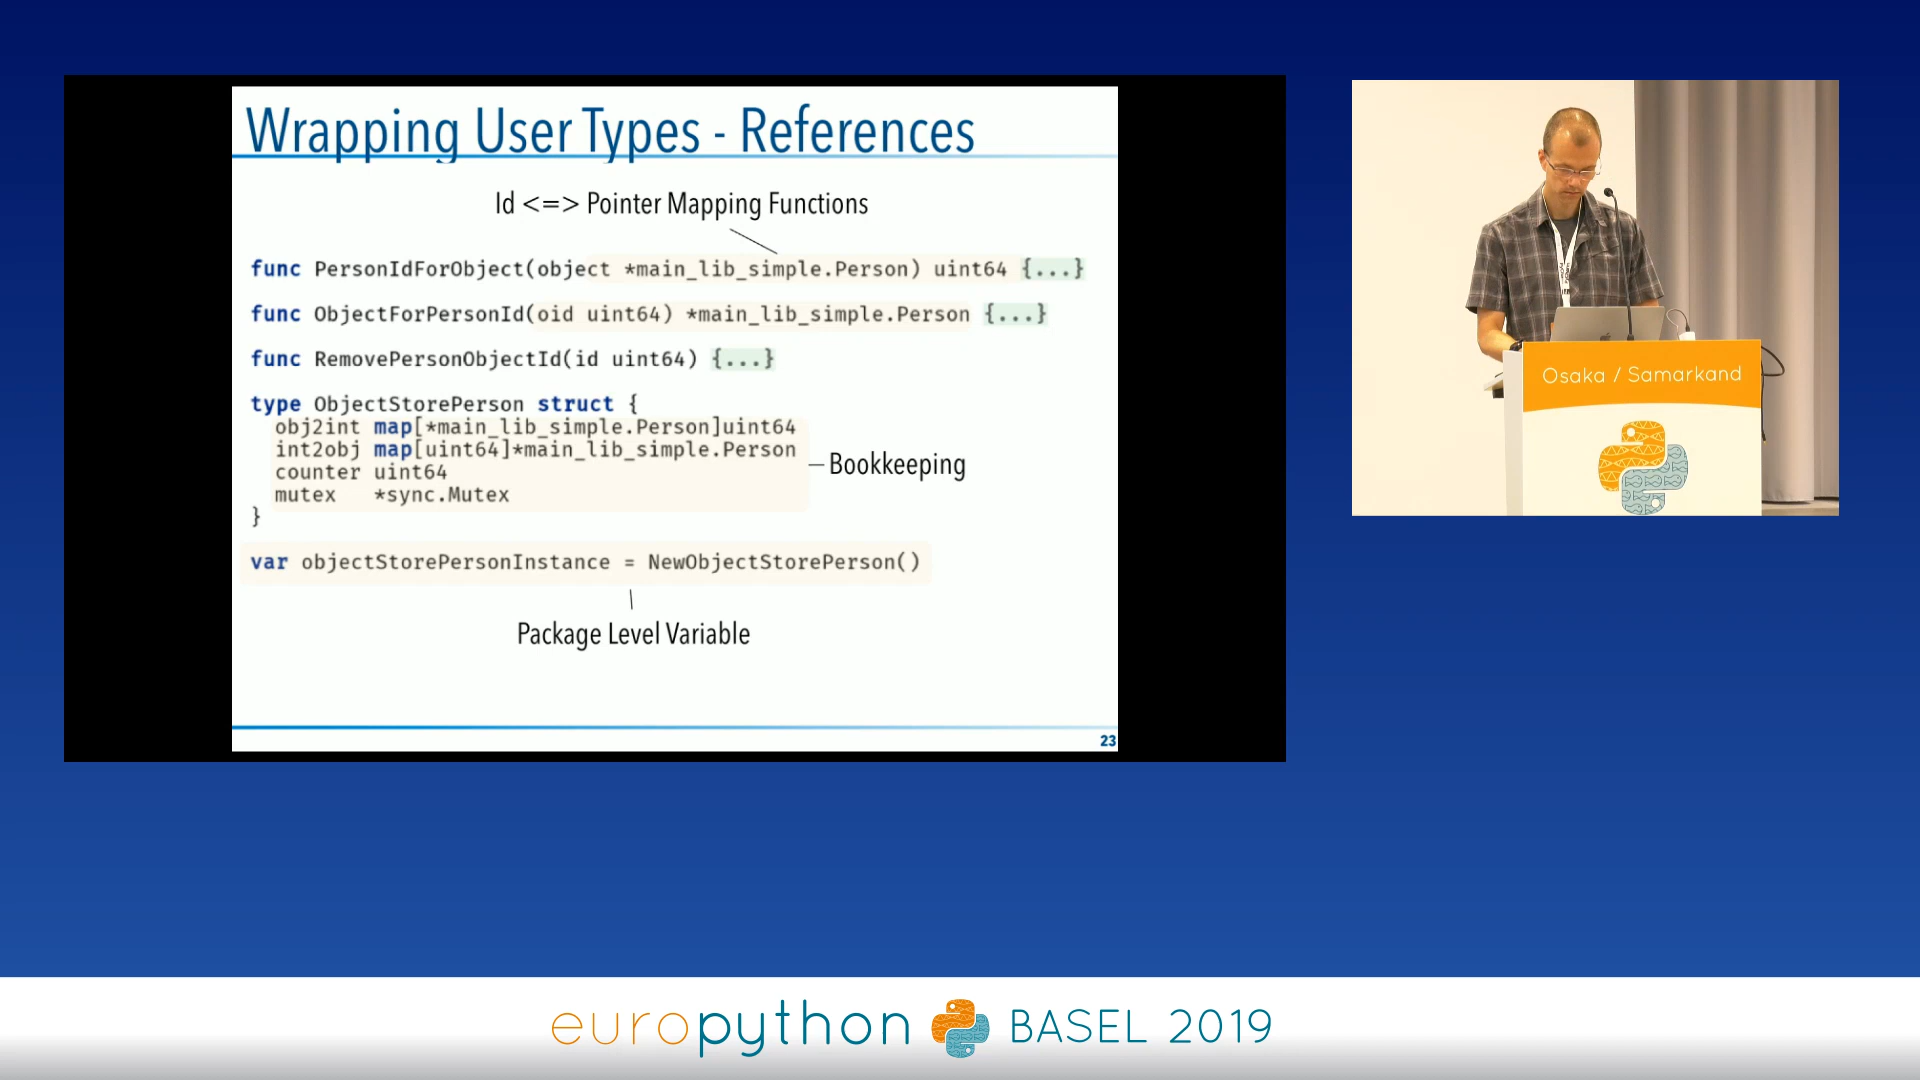 Wrapping User Types - References
Id <=> Pointer Mapping Functions
func PersonIdForObject(object *main_lib_simple.Person) uint64 {...}
func ObjectForPersonId(oid uint64) *main_lib_simple.Person {...}
func RemovePersonObjectId(id uint64) {...}
type ObjectStorePerson struct {
obj2int map[*main_lib_simple.Person]uint64
int2obj map[uint64]*main_lib_simple.Person
counter uint64
mutex *sync.Mutex
}
Bookkeeping
var objectStorePersonInstance = NewObjectStorePerson()
Package Level Variable
23
Osaka / Samarkand
europython BASEL 2019